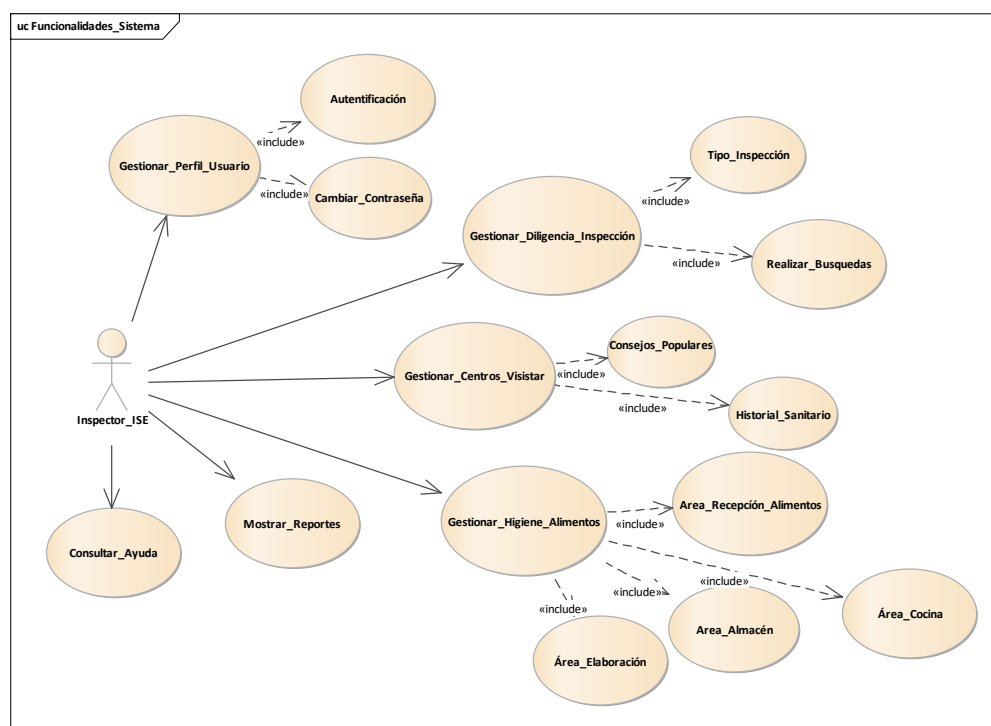 uc Funcionalidades_Sistema
Autentificación
«include»
Gestionar_Perfil_Usuario
«include»
Cambiar_Contraseña
Tipo_Inspección
«include»
Gestionar_Diligencia_Inspección
«include»
Realizar_Busquedas
Consejos_Populares
«include»
Gestionar_Centros_Visistar
«include»
Historial_Sanitario
Inspector_ISE
Area_Recepción_Alimentos
«include»
Gestionar_Higiene_Alimentos
Mostrar_Reportes
Consultar_Ayuda
«include»
«include»
«include»
Área_Cocina
Area_Almacén
Área_Elaboración